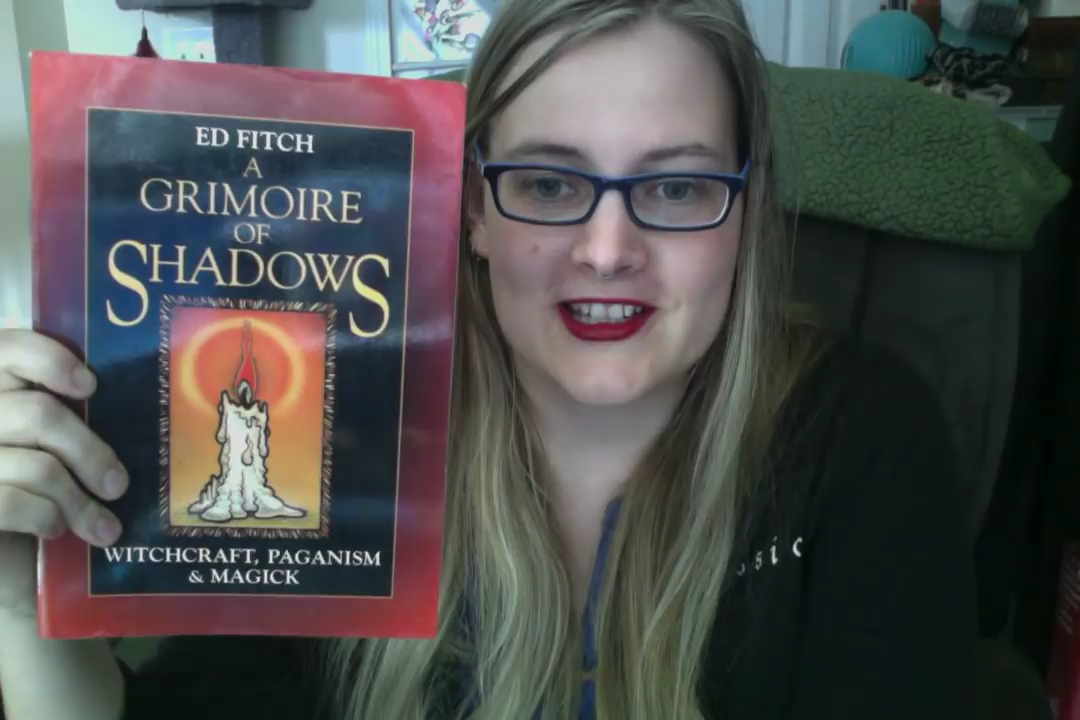 ED FITCH
A
GRIMOIRE
OF
SHADOWS
WITCHCRAFT, PAGANISM
& MAGICK